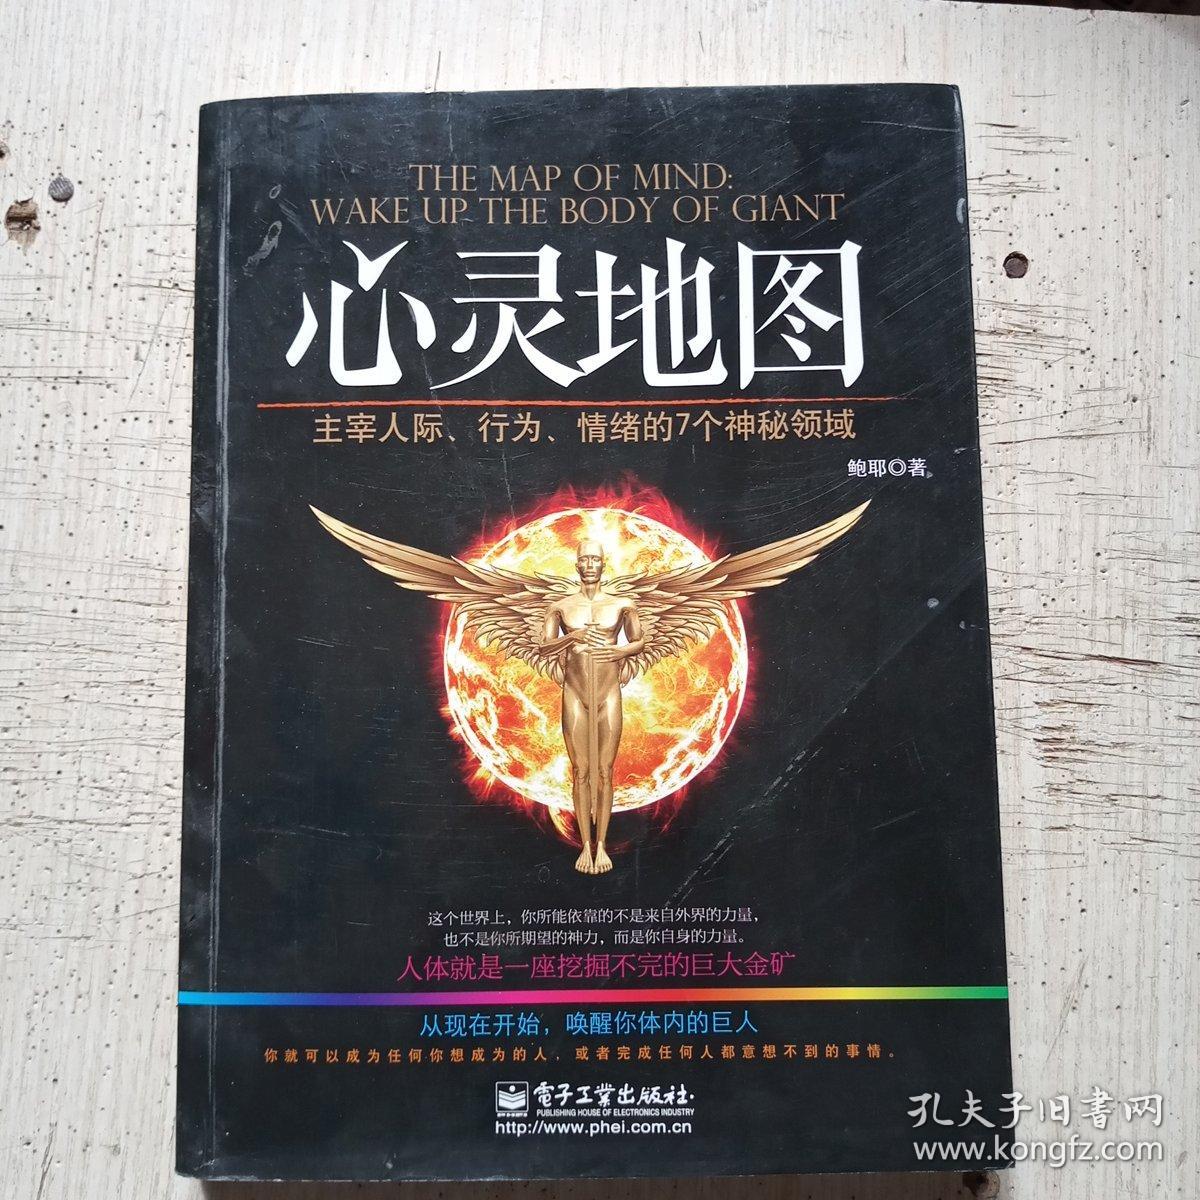 THE MAP OF MIND:
WAKE UP THE BODY OF GIANT
心灵地图
主宰人际、行为、情绪的7个神秘领域
鲍耶◎著
这个世界上，你所能依靠的不是来自外界的力量，
也不是你所期望的神力，而是你自身的力量。
人体就是一座挖掘不完的巨大金矿
从现在开始，唤醒你体内的巨人
你就可以成为任何你想成为的人，或者完成任何人都意想不到的事情。
電子工業出版社·
PUBLISHING HOUSE OF ELECTRONICS INDUSTRY
http://www.phei.com.cn
孔夫子旧書网
www.kongfz.com